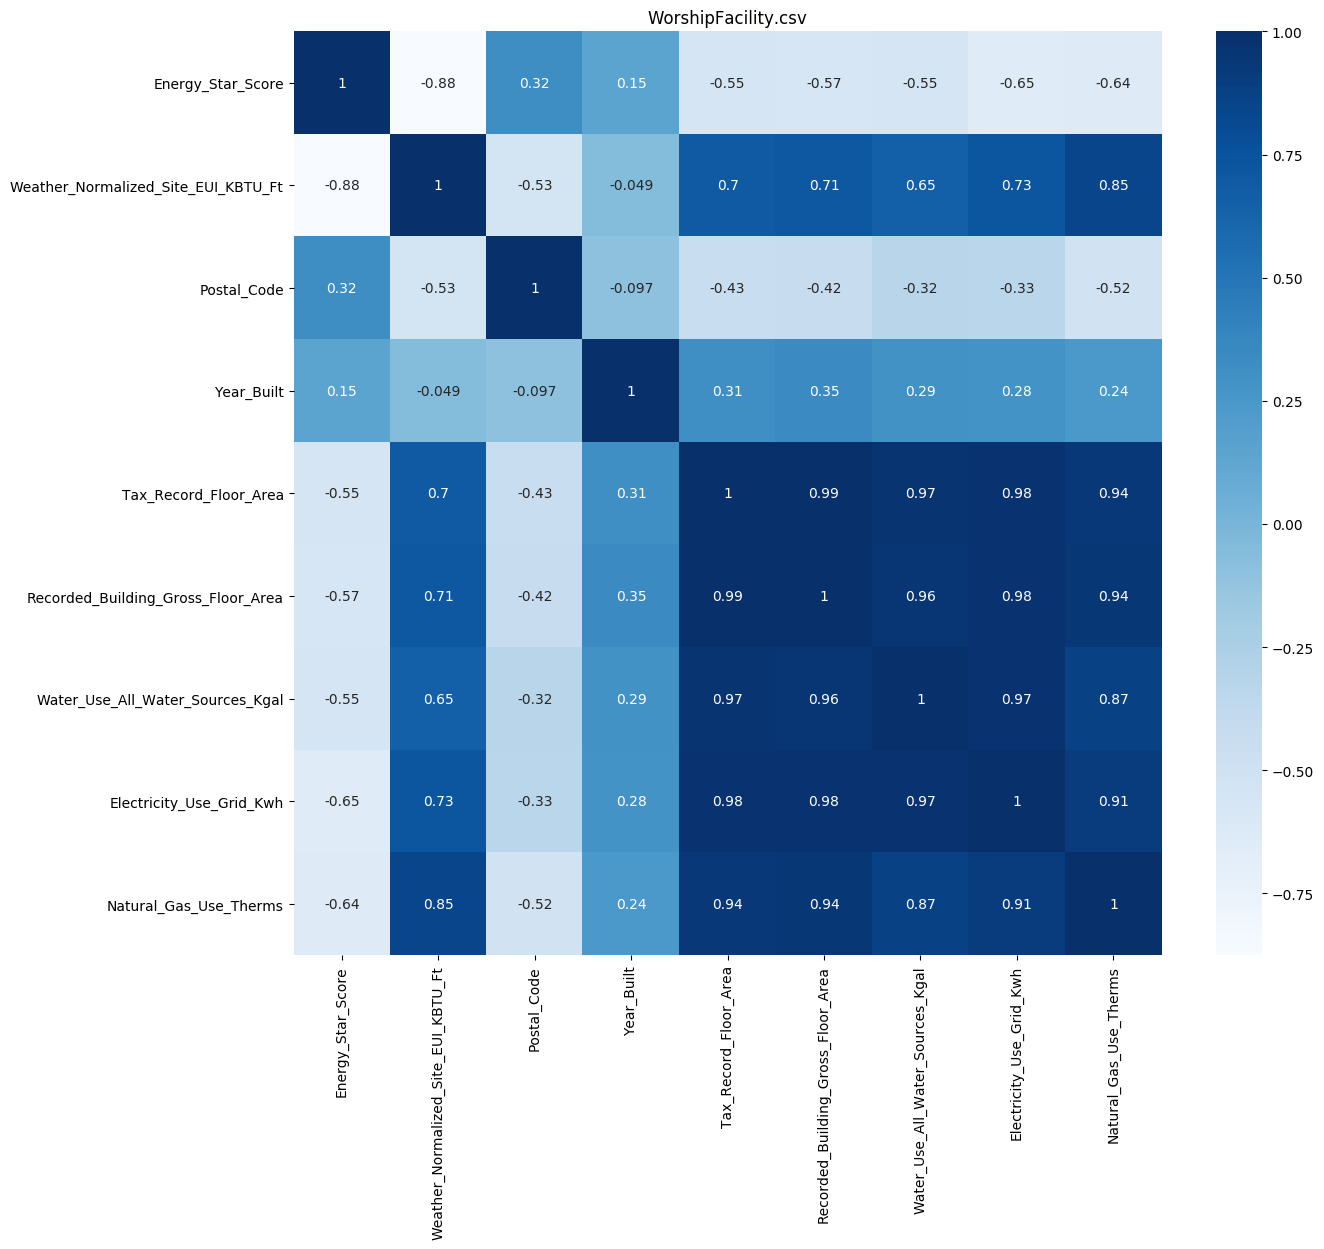 WorshipFacility.csv
Energy_Star_Score
1 -0.88 0.32 0.15 -0.55 -0.57 -0.55 -0.65 -0.64
Weather_Normalized_Site_EUI_KBTU_Ft
-0.88 1 -0.53 -0.049 0.7 0.71 0.65 0.73 0.85
Postal_Code
0.32 -0.53 1 -0.097 -0.43 -0.42 -0.32 -0.33 -0.52
Year_Built
0.15 -0.049 -0.097 1 0.31 0.35 0.29 0.28 0.24
Tax_Record_Floor_Area
-0.55 0.7 -0.43 0.31 1 0.99 0.97 0.98 0.94
Recorded_Building_Gross_Floor_Area
-0.57 0.71 -0.42 0.35 0.99 1 0.96 0.98 0.94
Water_Use_All_Water_Sources_Kgal
-0.55 0.65 -0.32 0.29 0.97 0.96 1 0.97 0.87
Electricity_Use_Grid_Kwh
-0.65 0.73 -0.33 0.28 0.98 0.98 0.97 1 0.91
Natural_Gas_Use_Therms
-0.64 0.85 -0.52 0.24 0.94 0.94 0.87 0.91 1
Energy_Star_Score
Weather_Normalized_Site_EUI_KBTU_Ft
Postal_Code
Year_Built
Tax_Record_Floor_Area
Recorded_Building_Gross_Floor_Area
Water_Use_All_Water_Sources_Kgal
Electricity_Use_Grid_Kwh
Natural_Gas_Use_Therms
1.00
0.75
0.50
0.25
0.00
−0.25
−0.50
−0.75